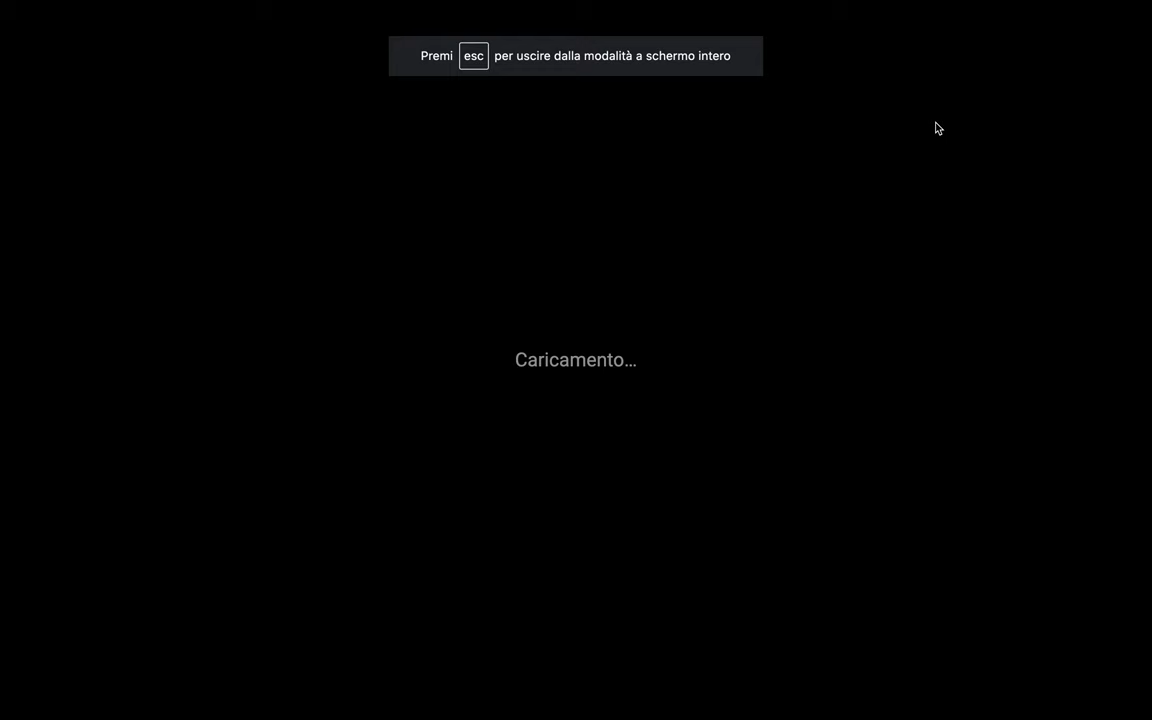 Premi esc per uscire dalla modalità a schermo intero
Caricamento…